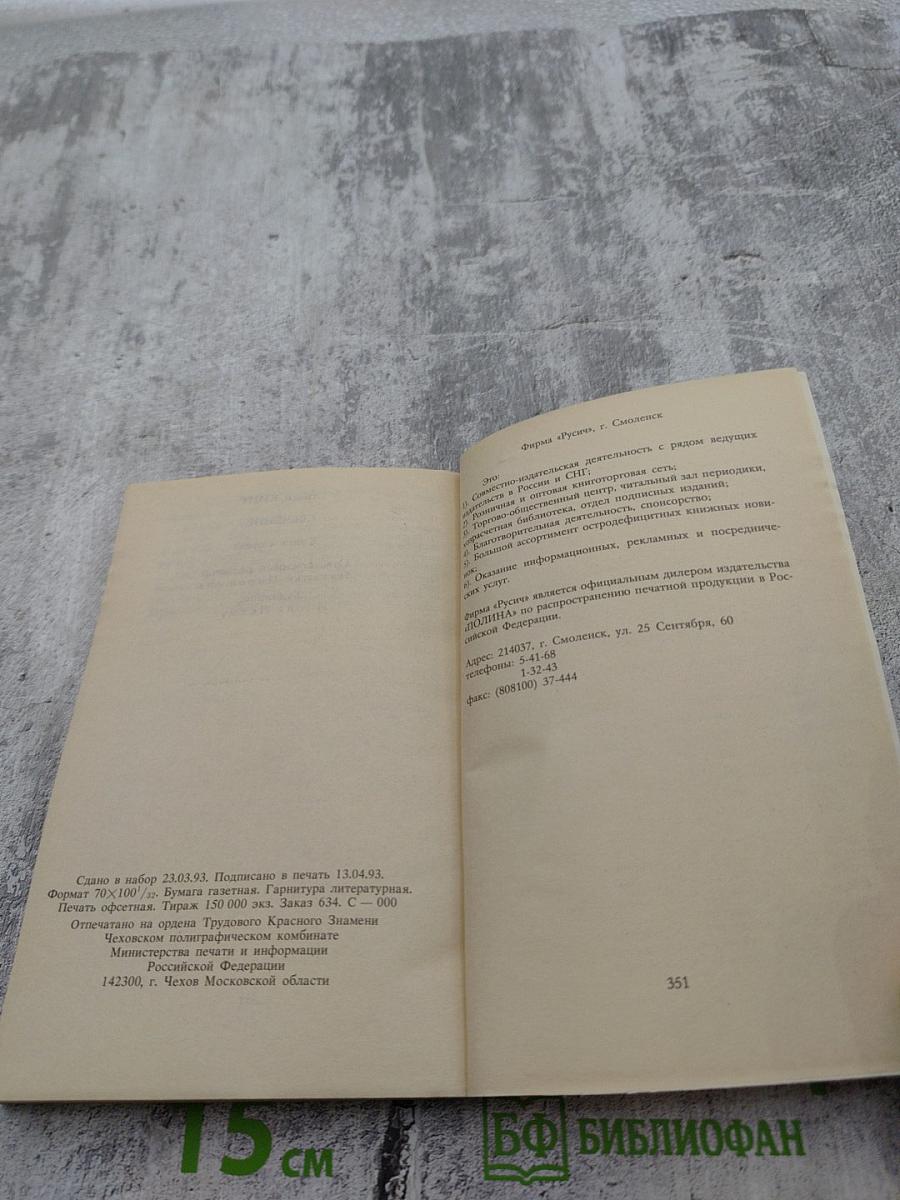 Сдано в набор 23.03.93. Подписано в печать 13.04.93.
Формат 70×100¹/₃₂. Бумага газетная. Гарнитура литературная.
Печать офсетная. Тираж 150 000 экз. Заказ 634. С — 000
Отпечатано на ордена Трудового Красного Знамени
Чеховском полиграфическом комбинате
Министерства печати и информации
Российской Федерации
142300, г. Чехов Московской области
Фирма «Русич», г. Смоленск
Это:
1). Совместно-издательская деятельность с рядом ведущих
издательств в России и СНГ;
2). Розничная и оптовая книготорговая сеть;
3). Торгово-общественный центр, читальный зал периодики,
хозрасчетная библиотека, отдел подписных изданий;
4). Благотворительная деятельность, спонсорство;
5). Большой ассортимент остродефицитных книжных нови-
нок;
6). Оказание информационных, рекламных и посредниче-
ских услуг.
Фирма «Русич» является официальным дилером издательства
«ПОЛИНА» по распространению печатной продукции в Рос-
сийской Федерации.
Адрес: 214037, г. Смоленск, ул. 25 Сентября, 60
телефоны: 5-41-68
1-32-43
факс: (808100) 37-444
351
15 см
БФ БИБЛИОФАН